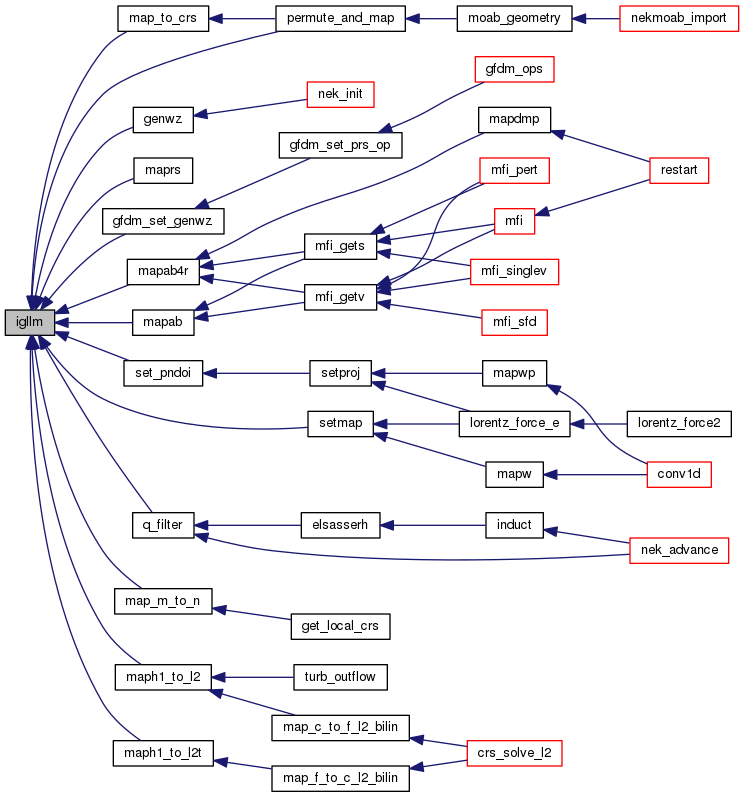 map_to_crs
permute_and_map
moab_geometry
nekmoab_import
gfdm_ops
nek_init
genwz
mapdmp
gfdm_set_prs_op
maprs
mfi_pert
restart
gfdm_set_genwz
mfi
mfi_gets
mapab4r
mfi_singlev
mfi_getv
igllm
mapab
mfi_sfd
set_pndoi
setproj
mapwp
setmap
lorentz_force_e
lorentz_force2
mapw
conv1d
q_filter
elsasserh
induct
nek_advance
map_m_to_n
get_local_crs
maph1_to_l2
turb_outflow
map_c_to_f_l2_bilin
maph1_to_l2t
crs_solve_l2
map_f_to_c_l2_bilin